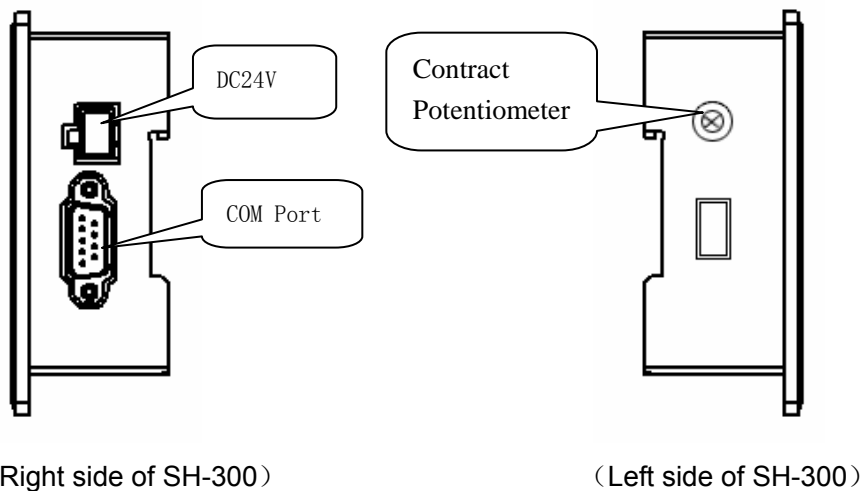 DC24V
COM Port
Contract
Potentiometer
Right side of SH-300）
（Left side of SH-300）